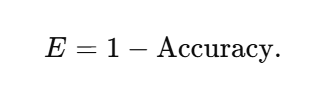 E = 1 − Accuracy.